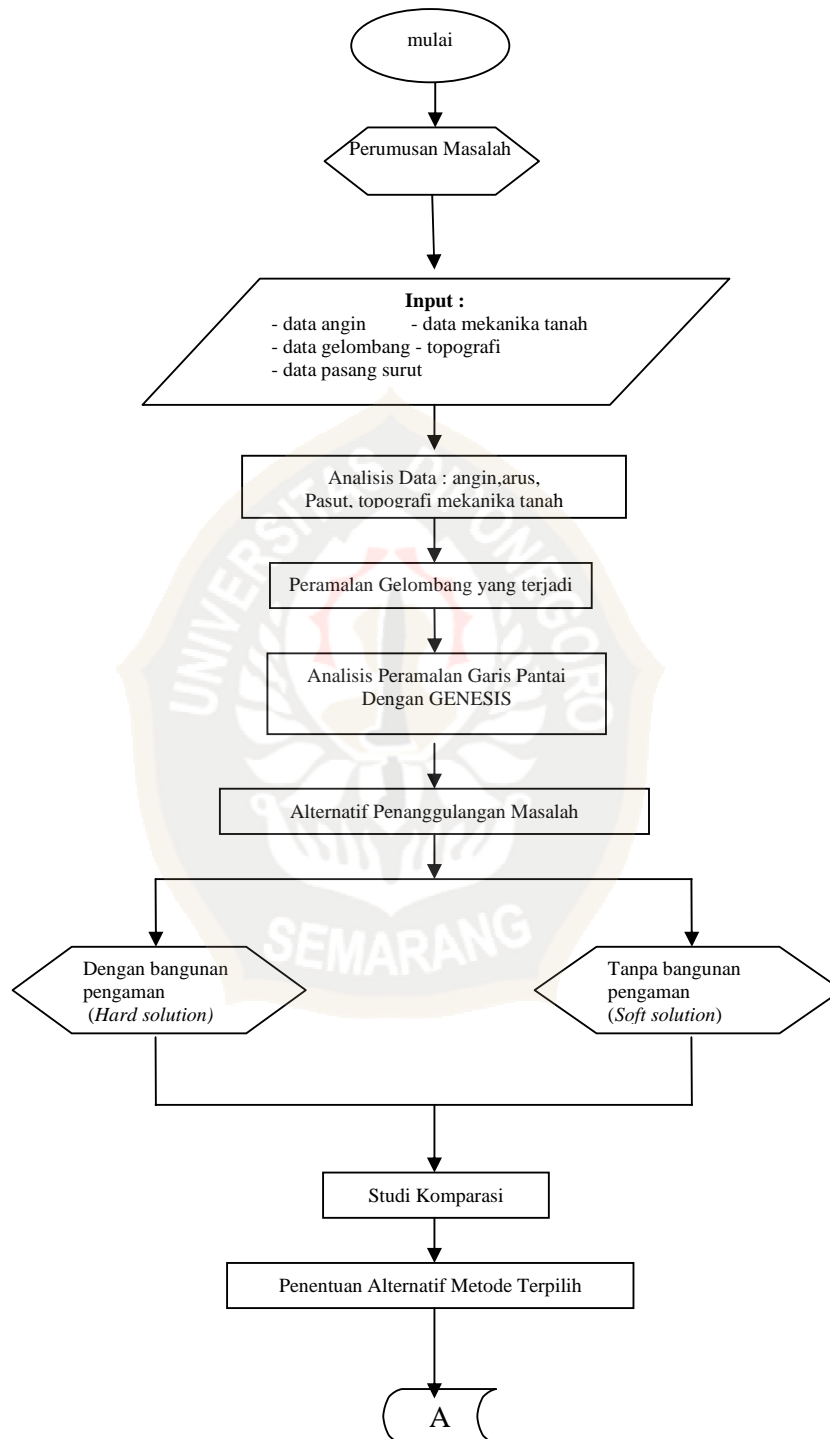 mulai
Perumusan Masalah
Input :
- data angin - data mekanika tanah
- data gelombang - topografi
- data pasang surut
Analisis Data : angin,arus,
Pasut, topografi mekanika tanah
Peramalan Gelombang yang terjadi
Analisis Peramalan Garis Pantai
Dengan GENESIS
Alternatif Penanggulangan Masalah
Dengan bangunan
pengaman
(Hard solution)
Tanpa bangunan
pengaman
(Soft solution)
Studi Komparasi
Penentuan Alternatif Metode Terpilih
A
UNIVERSITAS DIPONEGORO
SEMARANG